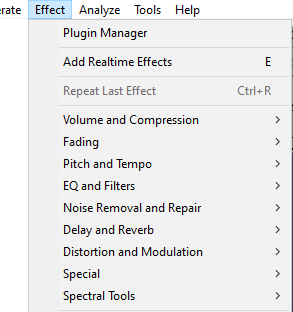 erate Effect Analyze Tools Help
Plugin Manager
Add Realtime Effects E
Repeat Last Effect Ctrl+R
Volume and Compression
Fading
Pitch and Tempo
EQ and Filters
Noise Removal and Repair
Delay and Reverb
Distortion and Modulation
Special
Spectral Tools